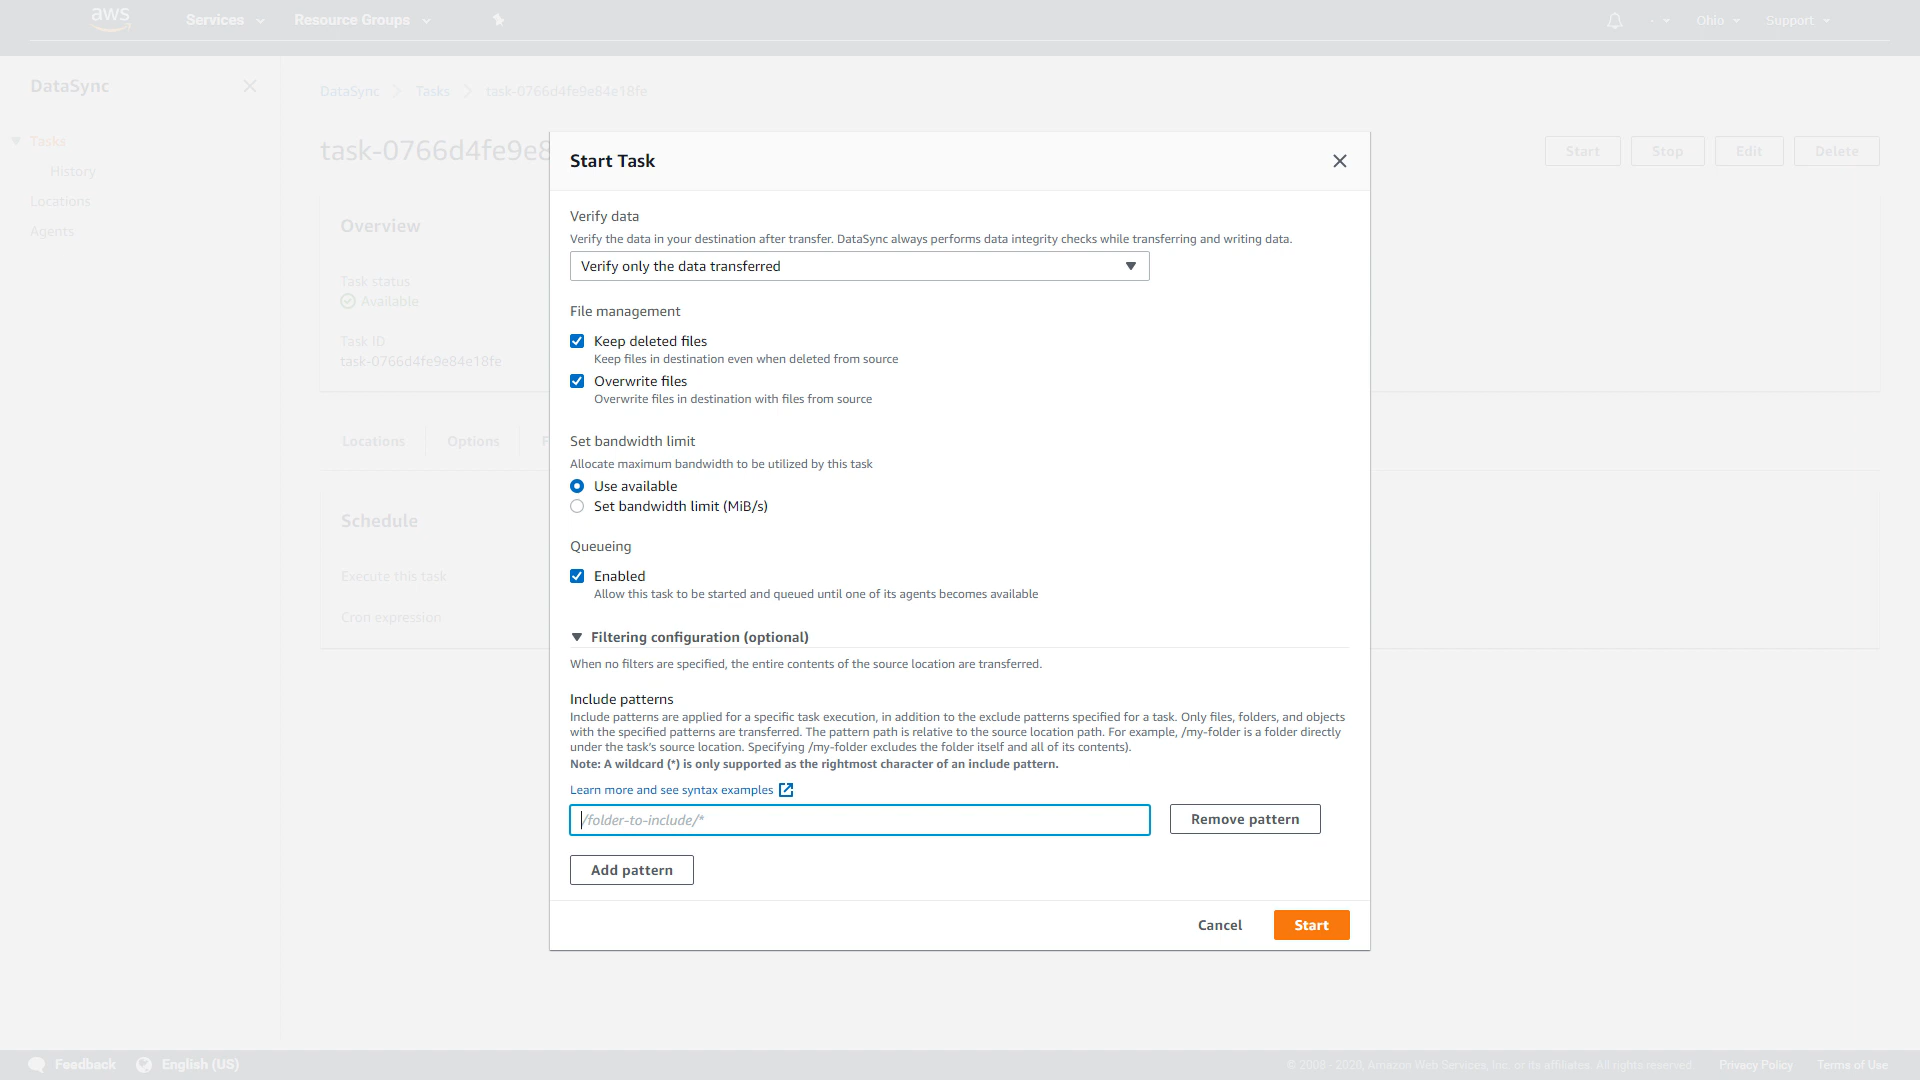 aws
Services
Resource Groups
Ohio
Support
DataSync
Tasks
History
Locations
Agents
DataSync
Tasks
task-0766d4fe9e84e18fe
task-0766d4fe9e8
Start
Stop
Edit
Delete
Overview
Task status
Available
Task ID
task-0766d4fe9e84e18fe
Locations
Options
F
Schedule
Execute this task
Cron expression
Start Task
Verify data
Verify the data in your destination after transfer. DataSync always performs data integrity checks while transferring and writing data.
Verify only the data transferred
File management
Keep deleted files
Keep files in destination even when deleted from source
Overwrite files
Overwrite files in destination with files from source
Set bandwidth limit
Allocate maximum bandwidth to be utilized by this task
Use available
Set bandwidth limit (MiB/s)
Queueing
Enabled
Allow this task to be started and queued until one of its agents becomes available
Filtering configuration (optional)
When no filters are specified, the entire contents of the source location are transferred.
Include patterns
Include patterns are applied for a specific task execution, in addition to the exclude patterns specified for a task. Only files, folders, and objects
with the specified patterns are transferred. The pattern path is relative to the source location path. For example, /my-folder is a folder directly
under the task's source location. Specifying /my-folder excludes the folder itself and all of its contents).
Note: A wildcard (*) is only supported as the rightmost character of an include pattern.
Learn more and see syntax examples
/folder-to-include/*
Remove pattern
Add pattern
Cancel
Start
Feedback
English (US)
© 2008 - 2020, Amazon Web Services, Inc. or its affiliates. All rights reserved.
Privacy Policy
Terms of Use